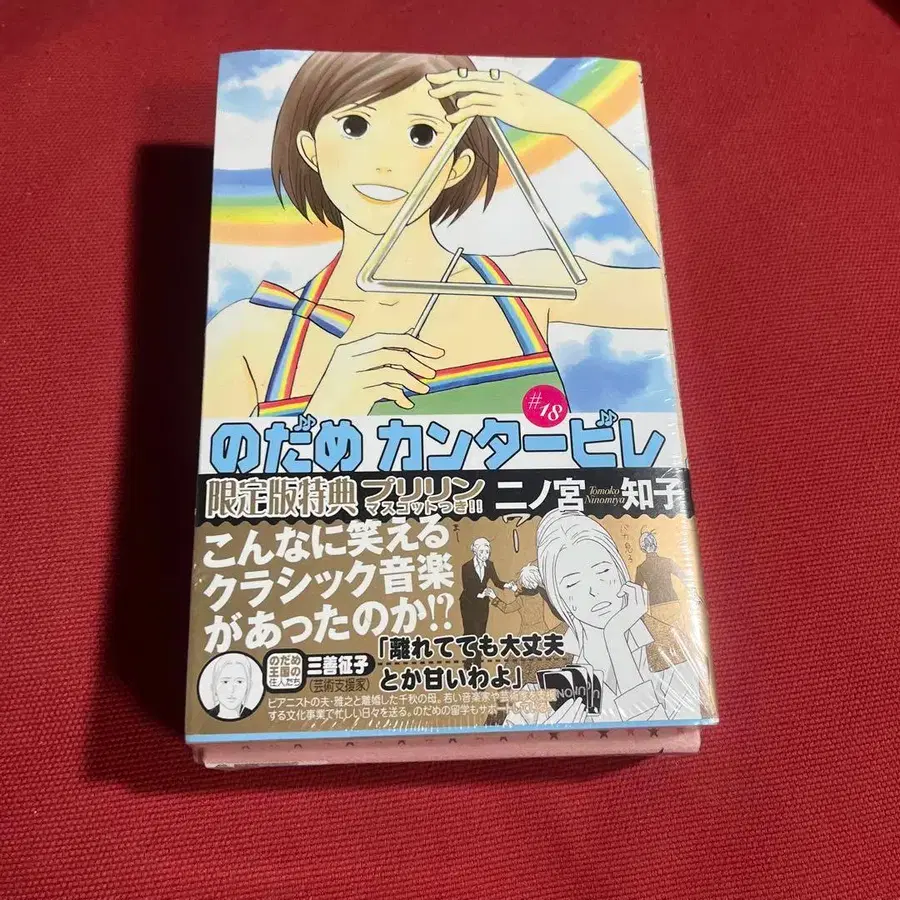 #18
のだめ カンタービレ
限定版特典 プリリン
マスコットつき!!
二ノ宮 Tomoko Ninomiya 知子
こんなに笑える
クラシック音楽
があったのか!?
「離れてても大丈夫
とか甘いわよ」
のだめ
王国の
住人たち
三善征子
(芸術支援家)
ピアニストの夫・雅之と離婚した千秋の母。若い音楽家や芸術家を支援
する文化事業で忙しい日々を送る。のだめの留学もサポートしている。